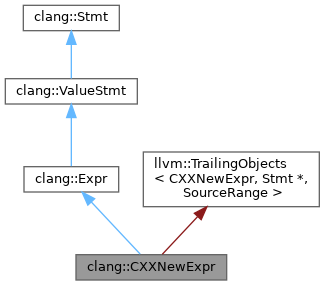 clang::Stmt
clang::ValueStmt
clang::Expr
llvm::TrailingObjects
< CXXNewExpr, Stmt *,
SourceRange >
clang::CXXNewExpr